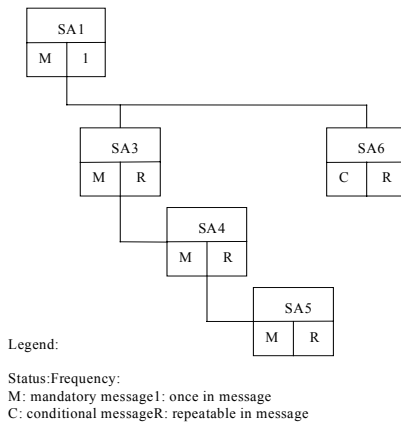 SA1
M 1
SA3 SA6
M R C R
SA4
M R
SA5
M R
Legend:
Status:Frequency:
M: mandatory message1: once in message
C: conditional messageR: repeatable in message